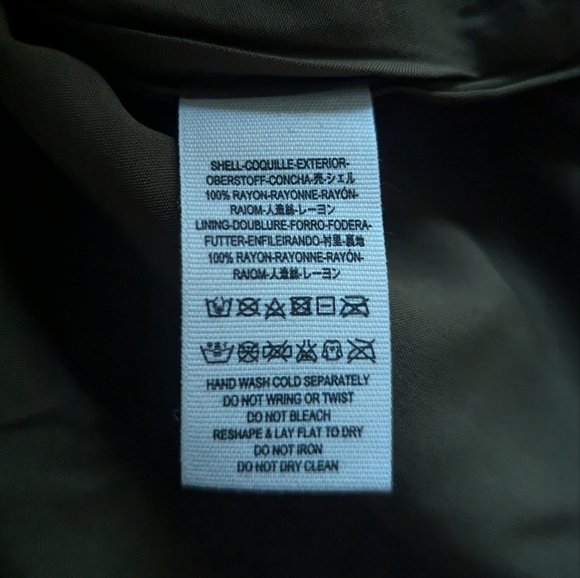 SHELL-COQUILLE-EXTERIOR-
OBERSTOFF-CONCHA-売-シェル
100% RAYON-RAYONNE-RAYÓN-
RAIOM-人造絲-レーヨン
LINING-DOUBLURE-FORRO-FODERA-
FUTTER-ENFILEIRANDO-衬里-裏地
100% RAYON-RAYONNE-RAYÓN-
RAIOM-人造絲-レーヨン
HAND WASH COLD SEPARATELY
DO NOT WRING OR TWIST
DO NOT BLEACH
RESHAPE & LAY FLAT TO DRY
DO NOT IRON
DO NOT DRY CLEAN